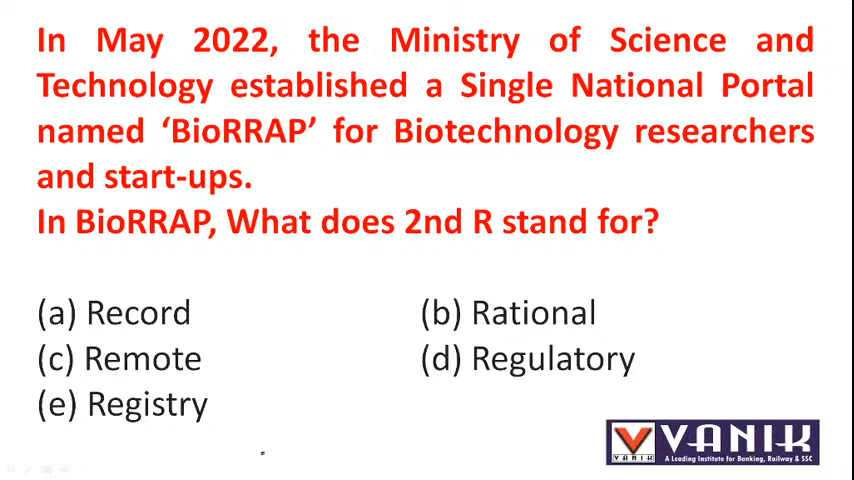 In May 2022, the Ministry of Science and
Technology established a Single National Portal
named ‘BioRRAP’ for Biotechnology researchers
and start-ups.
In BioRRAP, What does 2nd R stand for?
(a) Record (b) Rational
(c) Remote (d) Regulatory
(e) Registry
VANIK
VANIK
A Leading Institute for Banking, Railway & SSC